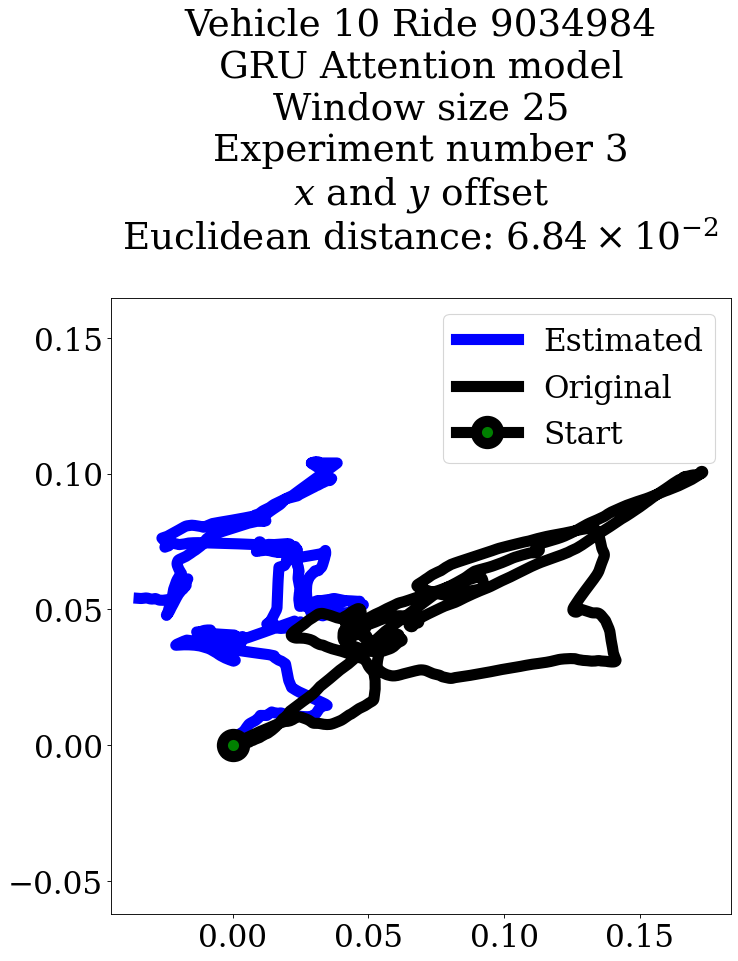 Vehicle 10 Ride 9034984
GRU Attention model
Window size 25
Experiment number 3
x and y offset
Euclidean distance: 6.84 × 10⁻²
Estimated
Original
Start
0.15
0.10
0.05
0.00
−0.05
0.00 0.05 0.10 0.15